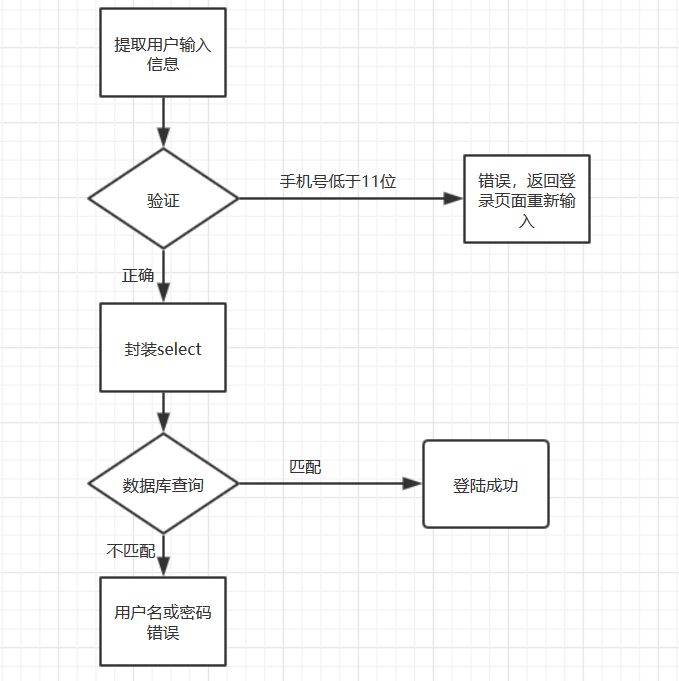 提取用户输入
信息
验证
手机号低于11位
错误，返回登
录页面重新输
入
正确
封装select
数据库查询
匹配
登陆成功
不匹配
用户名或密码
错误